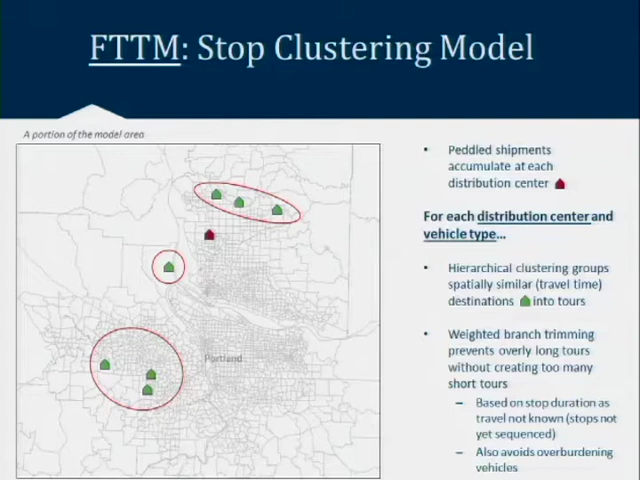 FTTM: Stop Clustering Model
A portion of the model area
Portland
• Peddled shipments
accumulate at each
distribution center
For each distribution center and
vehicle type...
• Hierarchical clustering groups
spatially similar (travel time)
destinations into tours
• Weighted branch trimming
prevents overly long tours
without creating too many
short tours
– Based on stop duration as
travel not known (stops not
yet sequenced)
– Also avoids overburdening
vehicles